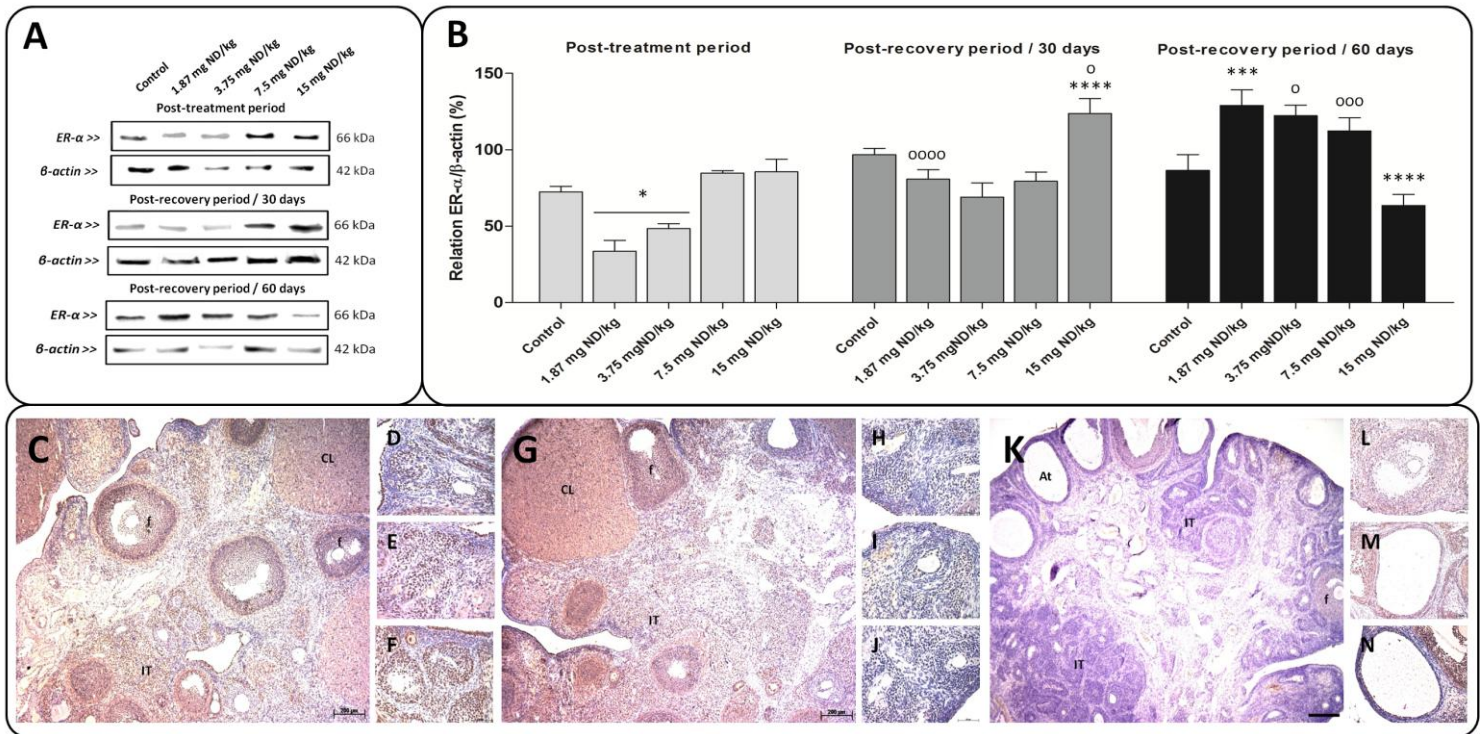 A
Control
1.87 mg ND/kg
3.75 mg ND/kg
7.5 mg ND/kg
15 mg ND/kg
Post-treatment period
ER-α >> 66 kDa
β-actin >> 42 kDa
Post-recovery period / 30 days
ER-α >> 66 kDa
β-actin >> 42 kDa
Post-recovery period / 60 days
ER-α >> 66 kDa
β-actin >> 42 kDa
B
Post-treatment period
Post-recovery period / 30 days
Post-recovery period / 60 days
Relation ER-α/β-actin (%)
150
100
50
0
*
oooo
o
****
***
o
ooo
****
Control
1.87 mg ND/kg
3.75 mgND/kg
7.5 mg ND/kg
15 mg ND/kg
Control
1.87 mg ND/kg
3.75 mgND/kg
7.5 mg ND/kg
15 mg ND/kg
Control
1.87 mg ND/kg
3.75 mgND/kg
7.5 mg ND/kg
15 mg ND/kg
C
CL
f
f
IT
200 µm
D
E
F
G
CL
f
IT
200 µm
H
I
J
K
At
IT
f
IT
L
M
N